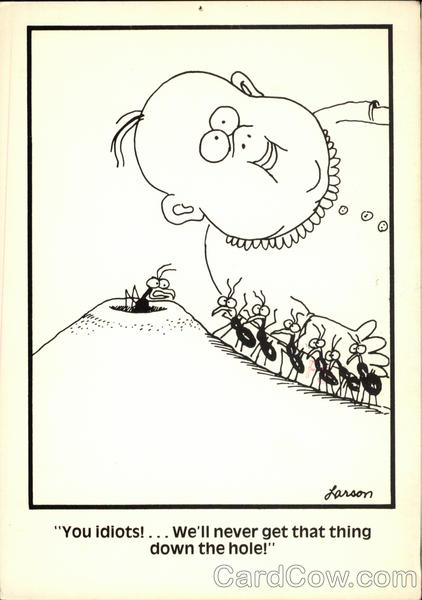 Larson
"You idiots! . . . We'll never get that thing
down the hole!"
CardCow.com